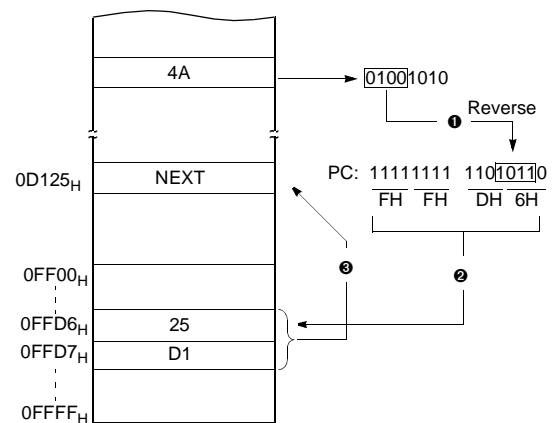 4A
01001010
❶ Reverse
0D125H
NEXT
PC: 11111111 11010110
FH FH DH 6H
❸
❷
0FF00H
0FFD6H
25
0FFD7H
D1
0FFFFH